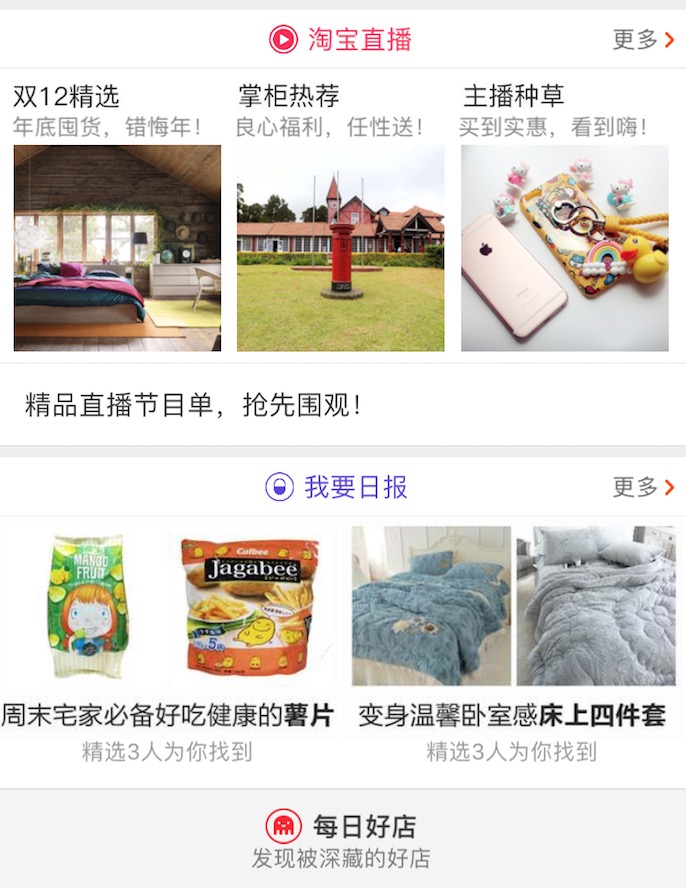 淘宝直播
更多
双12精选
掌柜热荐
主播种草
年底囤货，错悔年！
良心福利，任性送！
买到实惠，看到嗨！
精品直播节目单，抢先围观！
我要日报
更多
MANGO
FRUIT
Calbee
Jagabee
5袋
周末宅家必备好吃健康的薯片
变身温馨卧室感床上四件套
精选3人为你找到
精选3人为你找到
每日好店
发现被深藏的好店